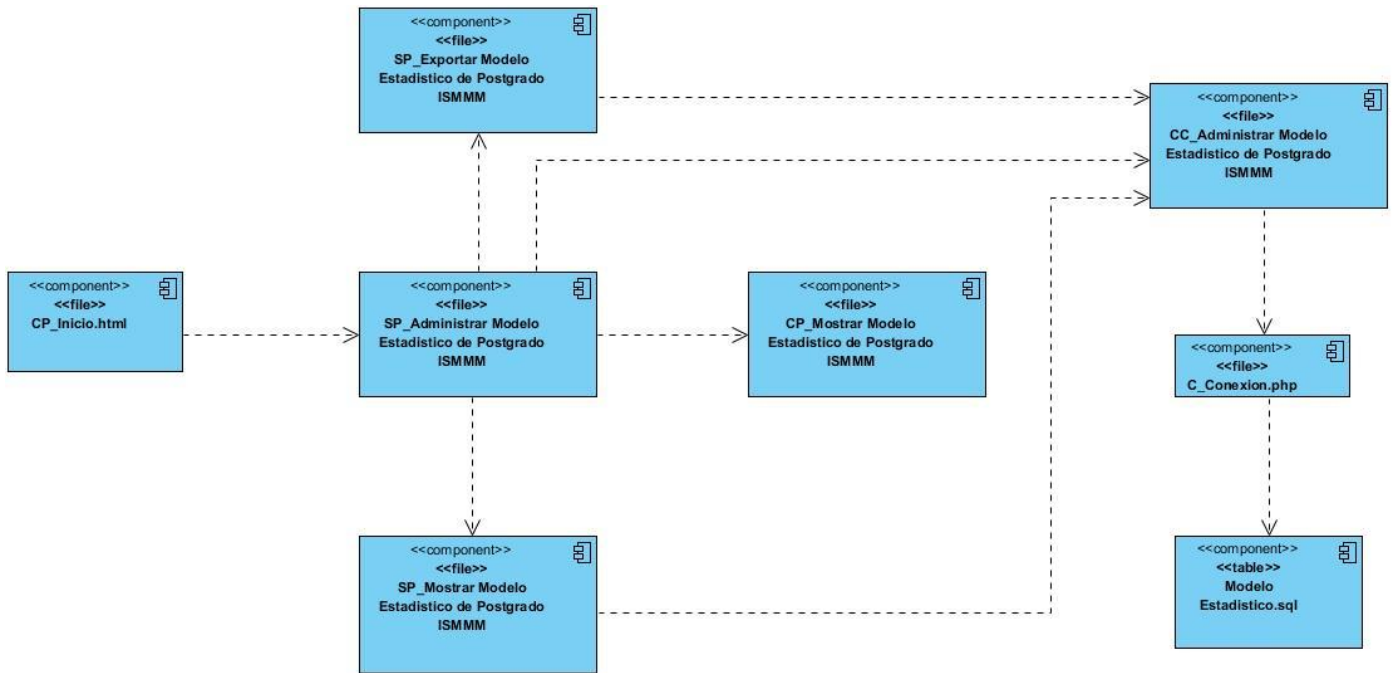 <<component>>
<<file>>
SP_Exportar Modelo
Estadistico de Postgrado
ISMMM
<<component>>
<<file>>
CC_Administrar Modelo
Estadistico de Postgrado
ISMMM
<<component>>
<<file>>
CP_Inicio.html
<<component>>
<<file>>
SP_Administrar Modelo
Estadistico de Postgrado
ISMMM
<<component>>
<<file>>
CP_Mostrar Modelo
Estadistico de Postgrado
ISMMM
<<component>>
<<file>>
C_Conexion.php
<<component>>
<<file>>
SP_Mostrar Modelo
Estadistico de Postgrado
ISMMM
<<component>>
<<table>>
Modelo
Estadistico.sql